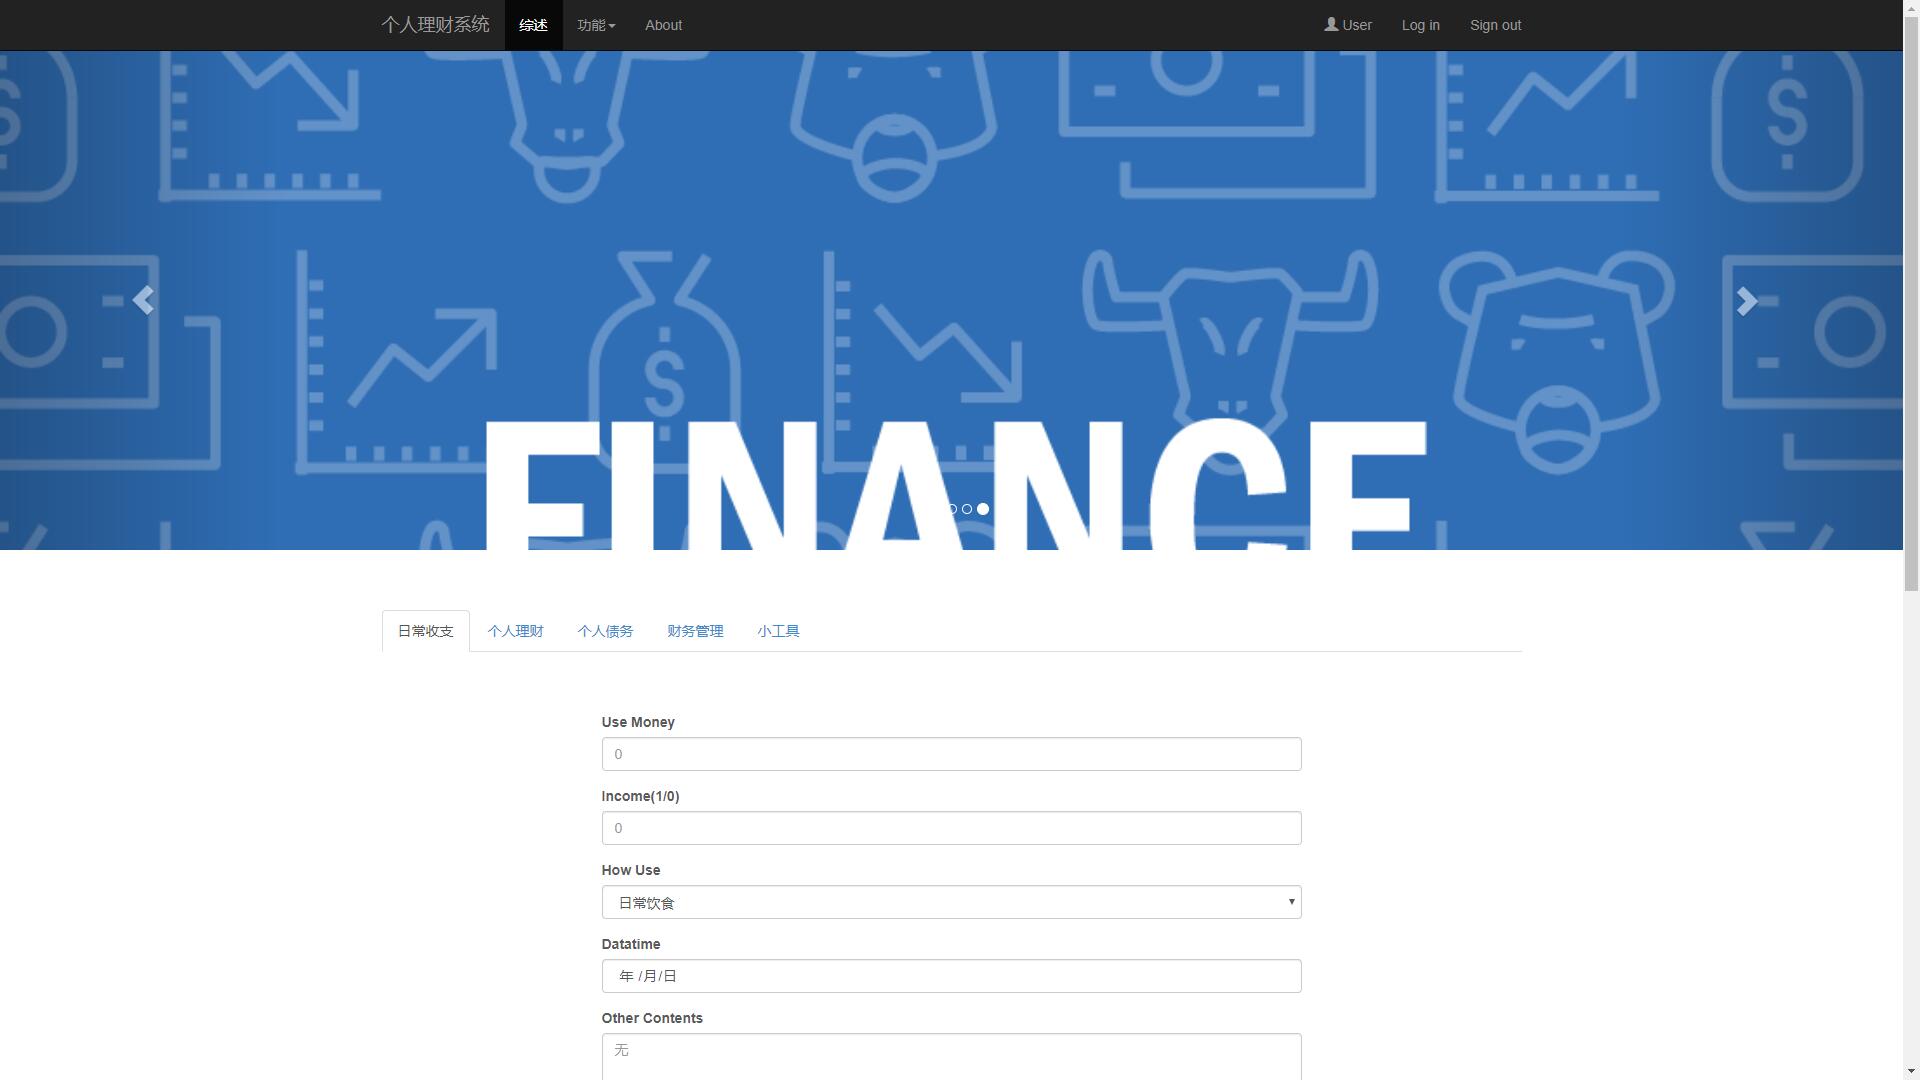 个人理财系统 综述 功能 About User Log in Sign out
$ $
$
FINANCE
日常收支 个人理财 个人债务 财务管理 小工具
Use Money
0
Income(1/0)
0
How Use
日常饮食
Datatime
年 /月/日
Other Contents
无